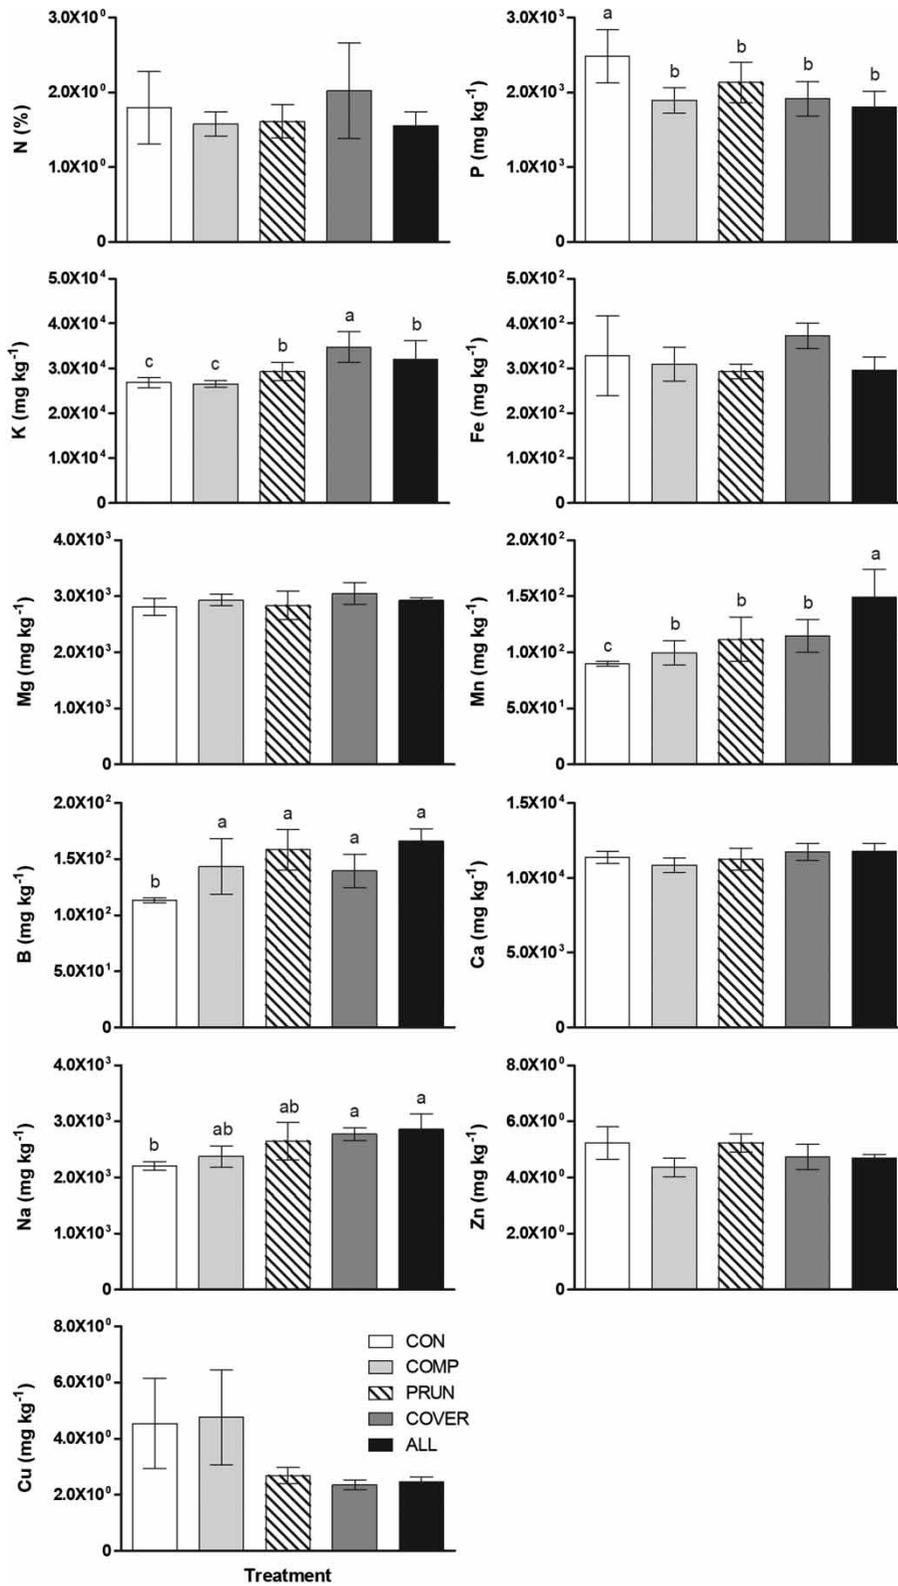 N (%)
3.0X10⁰
2.0X10⁰
1.0X10⁰
0
P (mg kg⁻¹)
3.0X10³
2.0X10³
1.0X10³
0
a
b
b
b
b
K (mg kg⁻¹)
5.0X10⁴
4.0X10⁴
3.0X10⁴
2.0X10⁴
1.0X10⁴
0
c
c
b
a
b
Fe (mg kg⁻¹)
5.0X10²
4.0X10²
3.0X10²
2.0X10²
1.0X10²
0
Mg (mg kg⁻¹)
4.0X10³
3.0X10³
2.0X10³
1.0X10³
0
Mn (mg kg⁻¹)
2.0X10²
1.5X10²
1.0X10²
5.0X10¹
0
c
b
b
b
a
B (mg kg⁻¹)
2.0X10²
1.5X10²
1.0X10²
5.0X10¹
0
b
a
a
a
a
Ca (mg kg⁻¹)
1.5X10⁴
1.0X10⁴
5.0X10³
0
Na (mg kg⁻¹)
4.0X10³
3.0X10³
2.0X10³
1.0X10³
0
b
ab
ab
a
a
Zn (mg kg⁻¹)
8.0X10⁰
6.0X10⁰
4.0X10⁰
2.0X10⁰
0
Cu (mg kg⁻¹)
8.0X10⁰
6.0X10⁰
4.0X10⁰
2.0X10⁰
0
CON
COMP
PRUN
COVER
ALL
Treatment